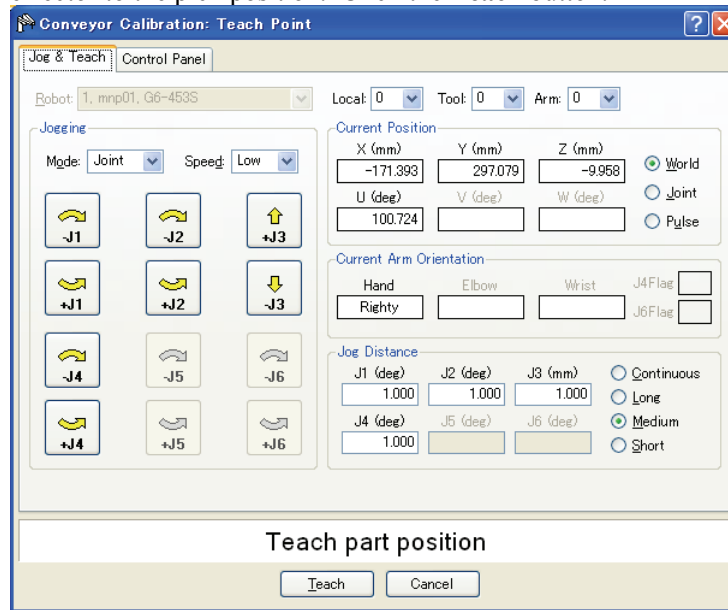 Conveyor Calibration: Teach Point
Jog & Teach Control Panel
Robot: 1, mnp01, G6-453S Local: 0 Tool: 0 Arm: 0
Jogging
Mode: Joint Speed: Low
-J1 -J2 +J3
+J1 +J2 -J3
-J4 -J5 -J6
+J4 +J5 +J6
Current Position
X (mm) Y (mm) Z (mm)
-171.393 297.079 -9.958 World
U (deg) V (deg) W (deg) Joint
100.724 Pulse
Current Arm Orientation
Hand Elbow Wrist J4Flag
Righty J6Flag
Jog Distance
J1 (deg) J2 (deg) J3 (mm) Continuous
1.000 1.000 1.000 Long
J4 (deg) J5 (deg) J6 (deg) Medium
1.000 Short
Teach part position
Teach Cancel